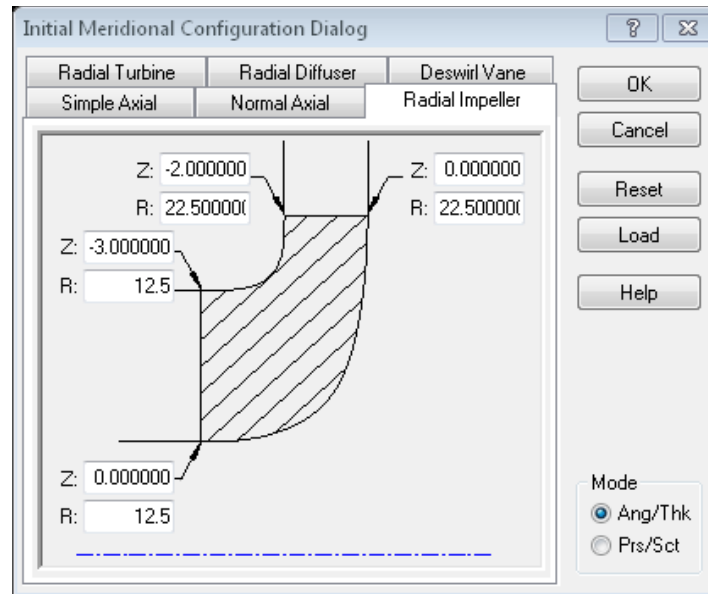 Initial Meridional Configuration Dialog
Radial Turbine Radial Diffuser Deswirl Vane
Simple Axial Normal Axial Radial Impeller
OK
Cancel
Reset
Load
Help
Z: -2.000000
R: 22.500000
Z: 0.000000
R: 22.500000
Z: -3.000000
R: 12.5
Z: 0.000000
R: 12.5
Mode
Ang/Thk
Prs/Sct